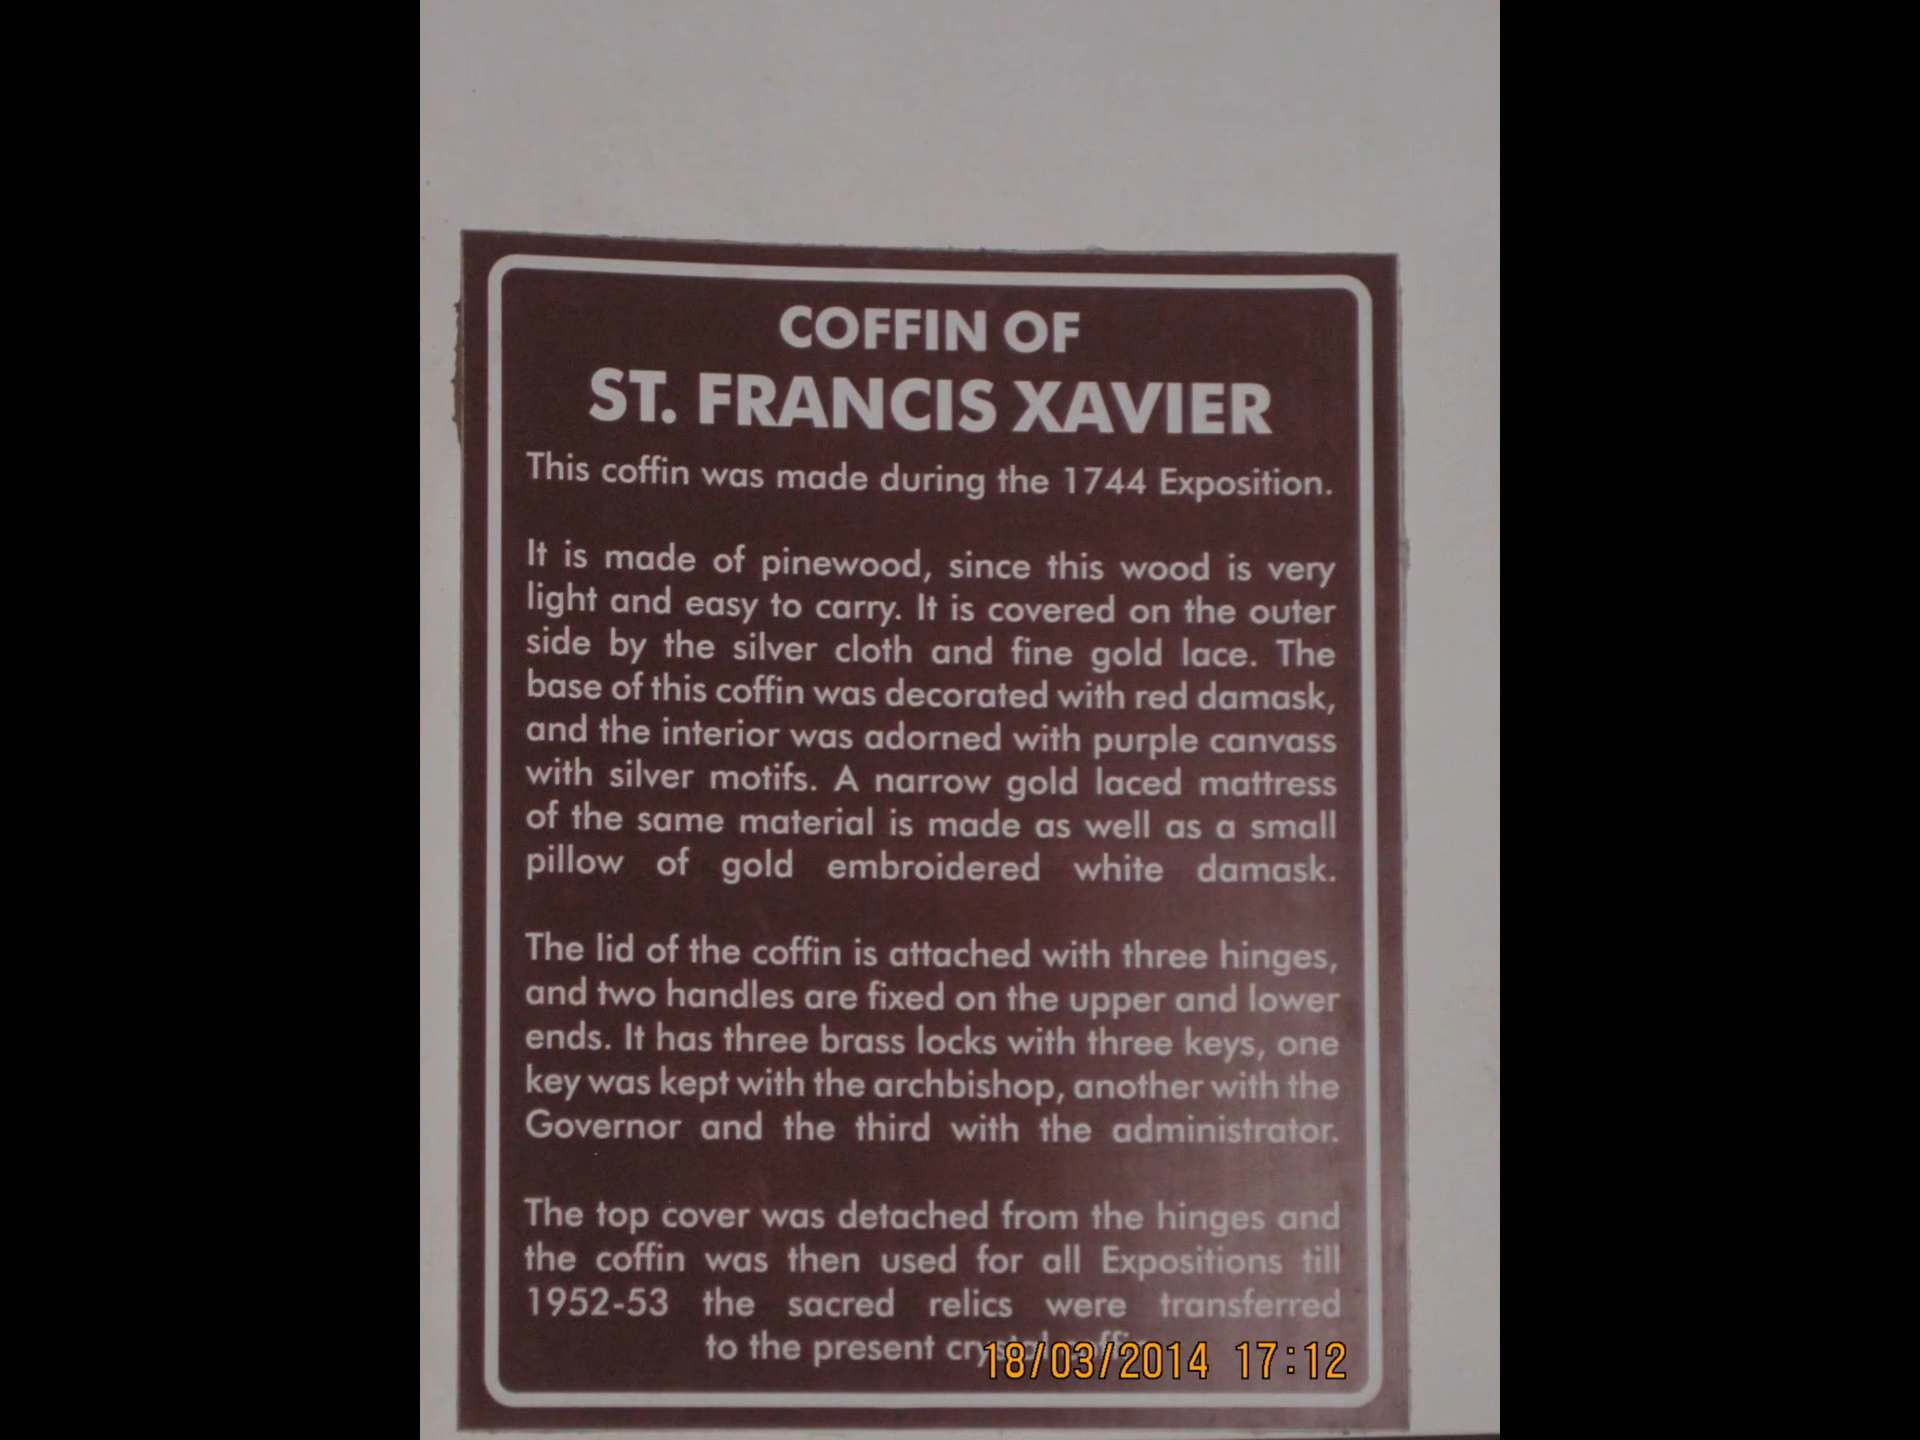 COFFIN OF
ST. FRANCIS XAVIER
This coffin was made during the 1744 Exposition.
It is made of pinewood, since this wood is very
light and easy to carry. It is covered on the outer
side by the silver cloth and fine gold lace. The
base of this coffin was decorated with red damask,
and the interior was adorned with purple canvass
with silver motifs. A narrow gold laced mattress
of the same material is made as well as a small
pillow of gold embroidered white damask.
The lid of the coffin is attached with three hinges,
and two handles are fixed on the upper and lower
ends. It has three brass locks with three keys, one
key was kept with the archbishop, another with the
Governor and the third with the administrator.
The top cover was detached from the hinges and
the coffin was then used for all Expositions till
1952-53 the sacred relics were transferred
to the present crystal
18/03/2014 17:12